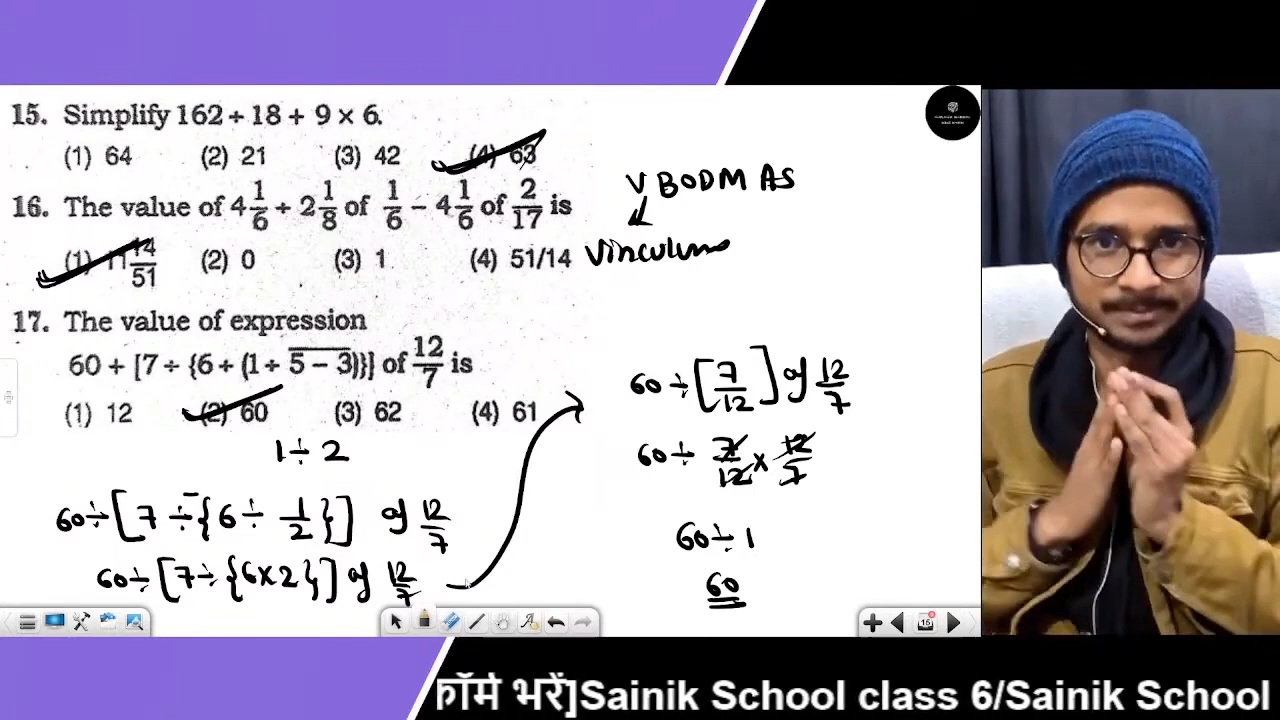 15. Simplify 162 ÷ 18 + 9 × 6.
(1) 64 (2) 21 (3) 42 (4) 63
16. The value of 4 1/6 + 2 1/8 of 1/6 − 4 1/6 of 2/17 is
(1) 11 14/51 (2) 0 (3) 1 (4) 51/14
17. The value of expression
60 ÷ [7 ÷ {6 ÷ (1 ÷ 5 − 3)}] of 12/7 is
(1) 12 (2) 60 (3) 62 (4) 61
1 ÷ 2
60 ÷ [7 ÷ {6 ÷ 1/2}] of 12/7
60 ÷ [7 ÷ {6 × 2}] of 12/7
V BODMAS
Vinculum
60 ÷ [7/12] of 12/7
60 ÷ 7/12 × 12/7
60 ÷ 1
60
15
फॉर्म भरें]Sainik School class 6/Sainik School